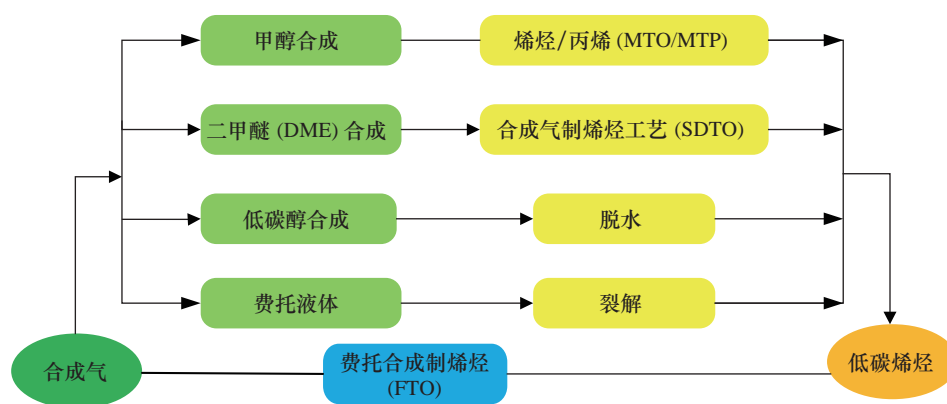 甲醇合成
烯烃/丙烯 (MTO/MTP)
二甲醚 (DME) 合成
合成气制烯烃工艺 (SDTO)
低碳醇合成
脱水
费托液体
裂解
合成气
费托合成制烯烃
(FTO)
低碳烯烃